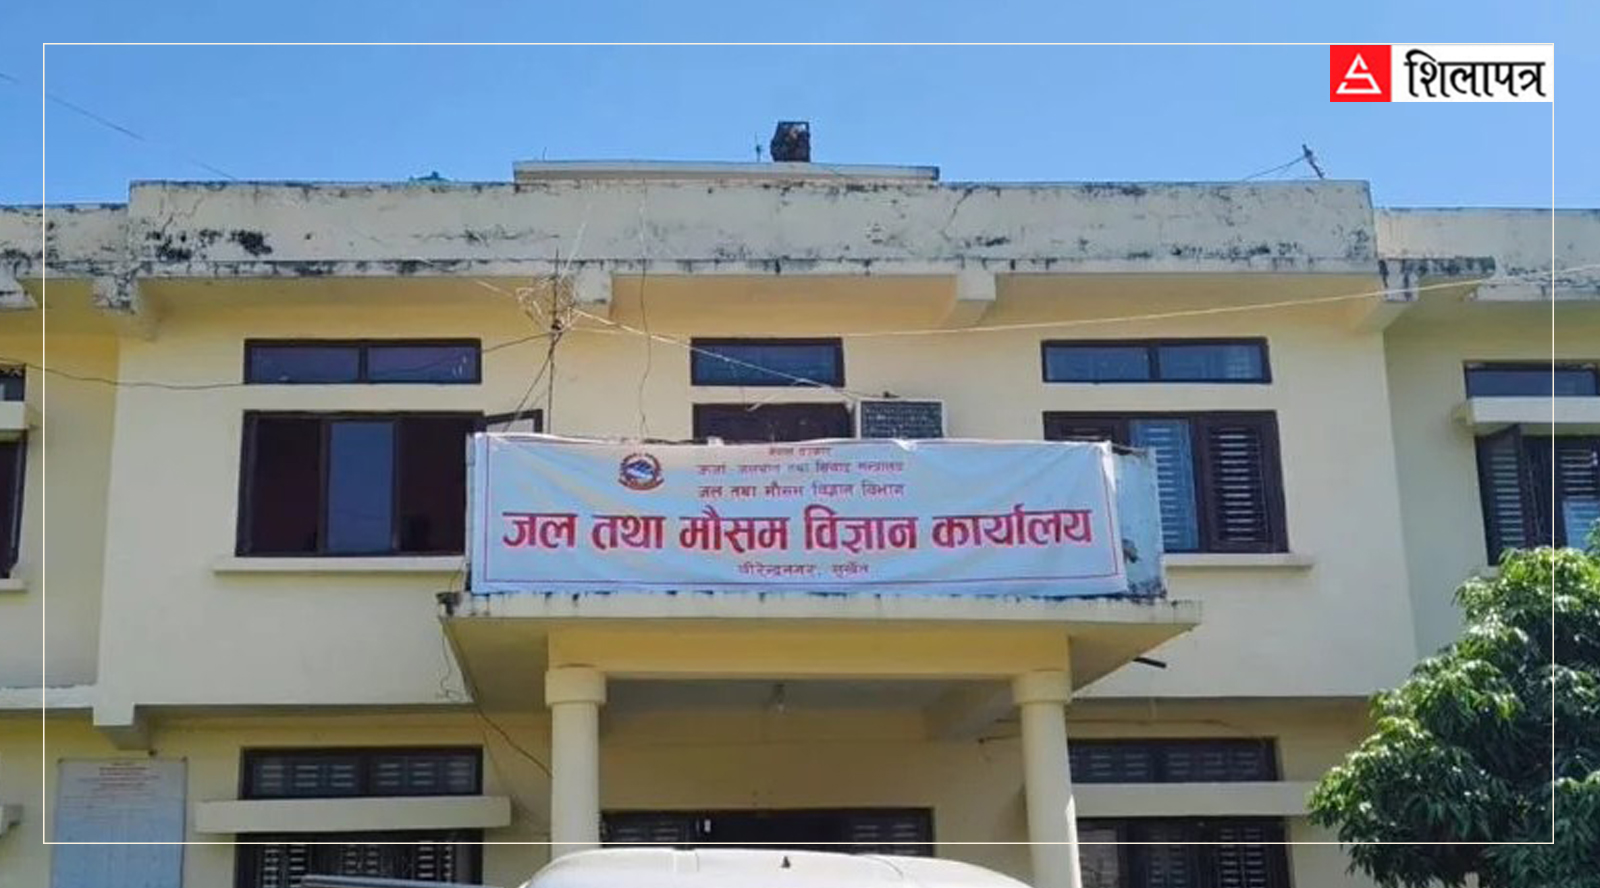 शिलापत्र
नेपाल सरकार
ऊर्जा जलस्रोत तथा सिंचाइ मन्त्रालय
जल तथा मौसम विज्ञान विभाग
जल तथा मौसम विज्ञान कार्यालय
वीरेन्द्रनगर, सुर्खेत